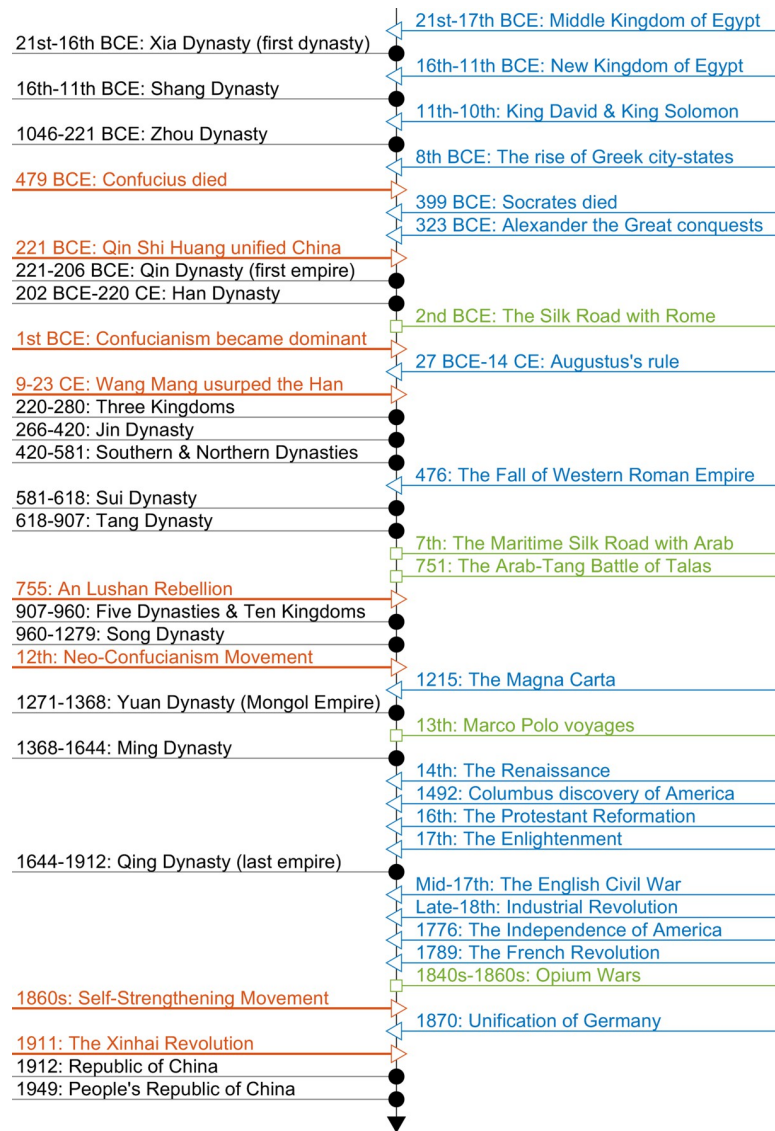 21st-17th BCE: Middle Kingdom of Egypt
21st-16th BCE: Xia Dynasty (first dynasty)
16th-11th BCE: New Kingdom of Egypt
16th-11th BCE: Shang Dynasty
11th-10th: King David & King Solomon
1046-221 BCE: Zhou Dynasty
8th BCE: The rise of Greek city-states
479 BCE: Confucius died
399 BCE: Socrates died
323 BCE: Alexander the Great conquests
221 BCE: Qin Shi Huang unified China
221-206 BCE: Qin Dynasty (first empire)
202 BCE-220 CE: Han Dynasty
2nd BCE: The Silk Road with Rome
1st BCE: Confucianism became dominant
27 BCE-14 CE: Augustus's rule
9-23 CE: Wang Mang usurped the Han
220-280: Three Kingdoms
266-420: Jin Dynasty
420-581: Southern & Northern Dynasties
476: The Fall of Western Roman Empire
581-618: Sui Dynasty
618-907: Tang Dynasty
7th: The Maritime Silk Road with Arab
751: The Arab-Tang Battle of Talas
755: An Lushan Rebellion
907-960: Five Dynasties & Ten Kingdoms
960-1279: Song Dynasty
12th: Neo-Confucianism Movement
1215: The Magna Carta
1271-1368: Yuan Dynasty (Mongol Empire)
13th: Marco Polo voyages
1368-1644: Ming Dynasty
14th: The Renaissance
1492: Columbus discovery of America
16th: The Protestant Reformation
17th: The Enlightenment
1644-1912: Qing Dynasty (last empire)
Mid-17th: The English Civil War
Late-18th: Industrial Revolution
1776: The Independence of America
1789: The French Revolution
1840s-1860s: Opium Wars
1860s: Self-Strengthening Movement
1870: Unification of Germany
1911: The Xinhai Revolution
1912: Republic of China
1949: People's Republic of China